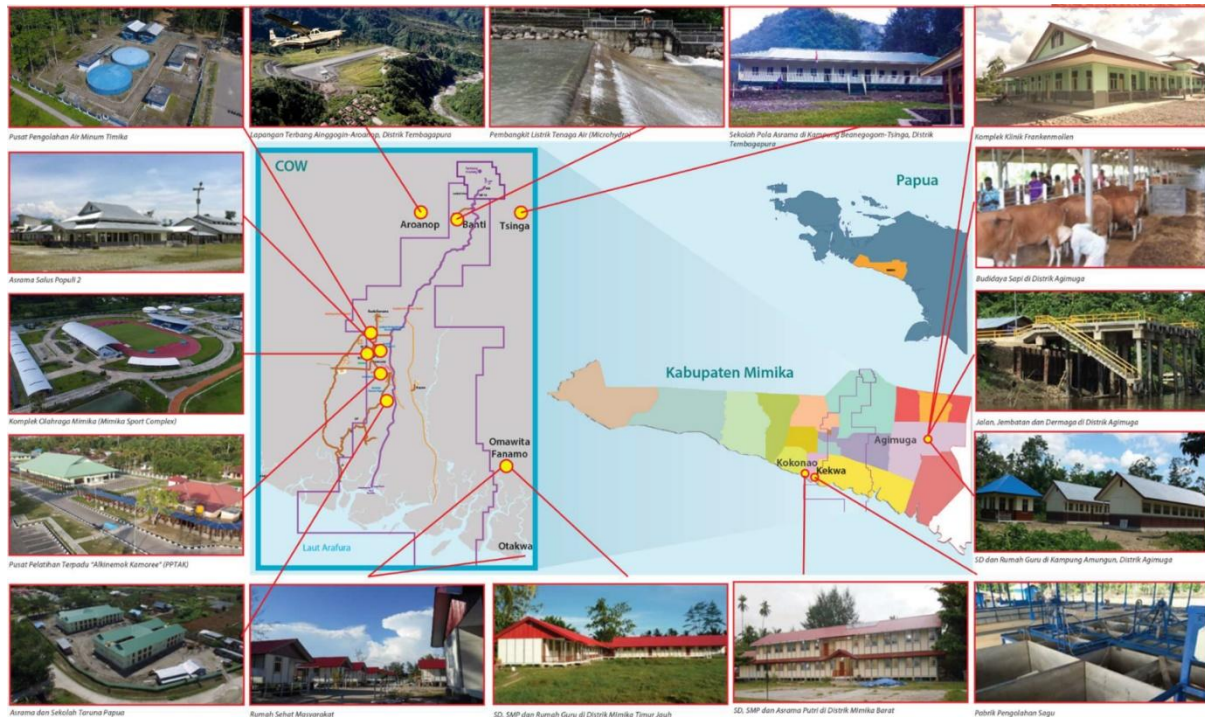 Pusat Pengolahan Air Minum Timika
Lapangan Terbang Ainggogin-Aroanop, Distrik Tembagapura
Pembangkit Listrik Tenaga Air (Microhydro)
Sekolah Pola Asrama di Kampung Beanegogom-Tsinga, Distrik
Tembagapura
Komplek Klinik Frankenmollen
COW
Aroanop
Banti
Tsinga
Papua
Asrama Salus Populi 2
Budidaya Sapi di Distrik Agimuga
Komplek Olahraga Mimika (Mimika Sport Complex)
Kabupaten Mimika
Jalan, Jembatan dan Dermaga di Distrik Agimuga
Agimuga
Omawita
Fanamo
Kokonao
Kekwa
Pusat Pelatihan Terpadu "Alkinemok Kamoree" (PPTAK)
Laut Arafura
Otakwa
SD dan Rumah Guru di Kampung Amungun, Distrik Agimuga
Asrama dan Sekolah Taruna Papua
Rumah Sehat Masyarakat
SD, SMP dan Rumah Guru di Distrik Mimika Timur Jauh
SD, SMP dan Asrama Putri di Distrik Mimika Barat
Pabrik Pengolahan Sagu